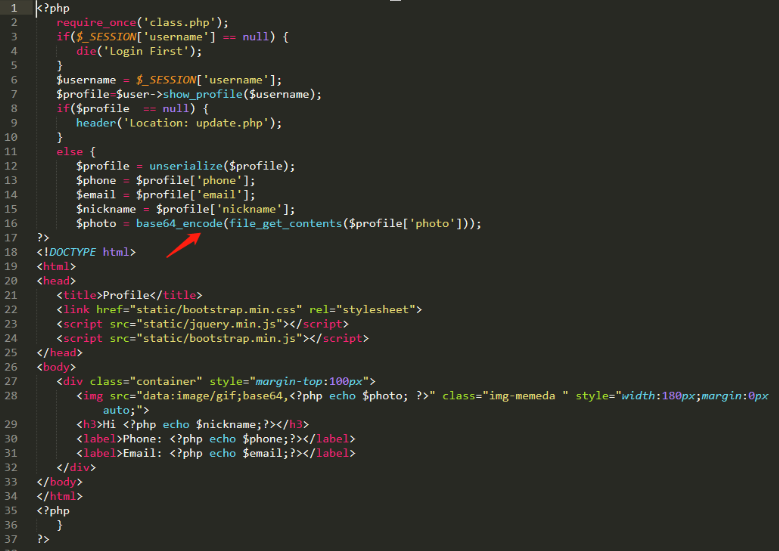 1 <?php
2 require_once('class.php');
3 if($_SESSION['username'] == null) {
4 die('Login First');
5 }
6 $username = $_SESSION['username'];
7 $profile=$user->show_profile($username);
8 if($profile  == null) {
9 header('Location: update.php');
10 }
11 else {
12 $profile = unserialize($profile);
13 $phone = $profile['phone'];
14 $email = $profile['email'];
15 $nickname = $profile['nickname'];
16 $photo = base64_encode(file_get_contents($profile['photo']));
17 ?>
18 <!DOCTYPE html>
19 <html>
20 <head>
21 <title>Profile</title>
22 <link href="static/bootstrap.min.css" rel="stylesheet">
23 <script src="static/jquery.min.js"></script>
24 <script src="static/bootstrap.min.js"></script>
25 </head>
26 <body>
27 <div class="container" style="margin-top:100px">
28 <img src="data:image/gif;base64,<?php echo $photo; ?>" class="img-memeda " style="width:180px;margin:0px
auto;">
29 <h3>Hi <?php echo $nickname;?></h3>
30 <label>Phone: <?php echo $phone;?></label>
31 <label>Email: <?php echo $email;?></label>
32 </div>
33 </body>
34 </html>
35 <?php
36 }
37 ?>